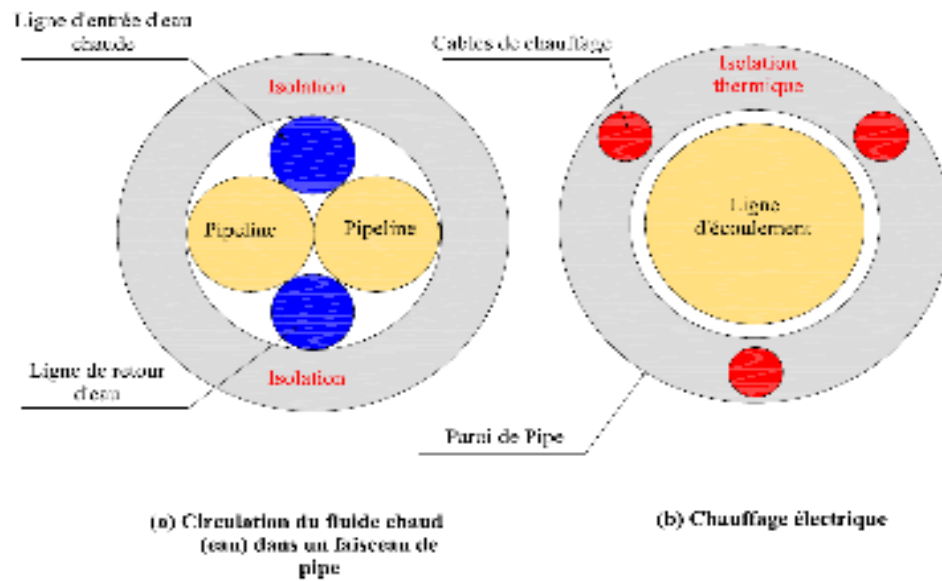 Ligne d'entrée d'eau
chaude
Isolation
Pipeline
Pipeline
Isolation
Ligne de retour
d'eau
Cables de chauffage
Isolation
thermique
Ligne
d'écoulement
Paroi de Pipe
(a) Circulation du fluide chaud
(eau) dans un faisceau de
pipe
(b) Chauffage électrique